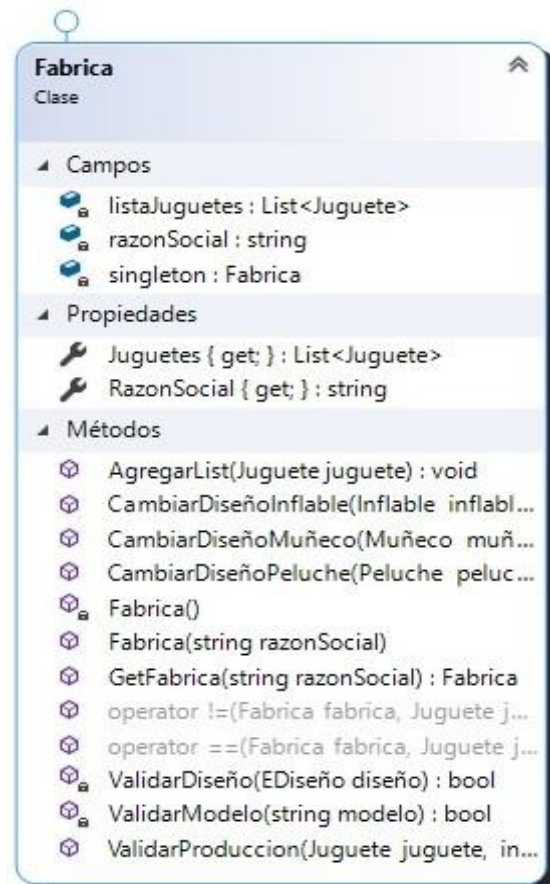 Fabrica
Clase
Campos
listaJuguetes : List<Juguete>
razonSocial : string
singleton : Fabrica
Propiedades
Juguetes { get; } : List<Juguete>
RazonSocial { get; } : string
Métodos
AgregarList(Juguete juguete) : void
CambiarDiseñoInflable(Inflable inflabl...
CambiarDiseñoMuñeco(Muñeco muñ...
CambiarDiseñoPeluche(Peluche peluc...
Fabrica()
Fabrica(string razonSocial)
GetFabrica(string razonSocial) : Fabrica
operator !=(Fabrica fabrica, Juguete j...
operator ==(Fabrica fabrica, Juguete j...
ValidarDiseño(EDiseño diseño) : bool
ValidarModelo(string modelo) : bool
ValidarProduccion(Juguete juguete, in...